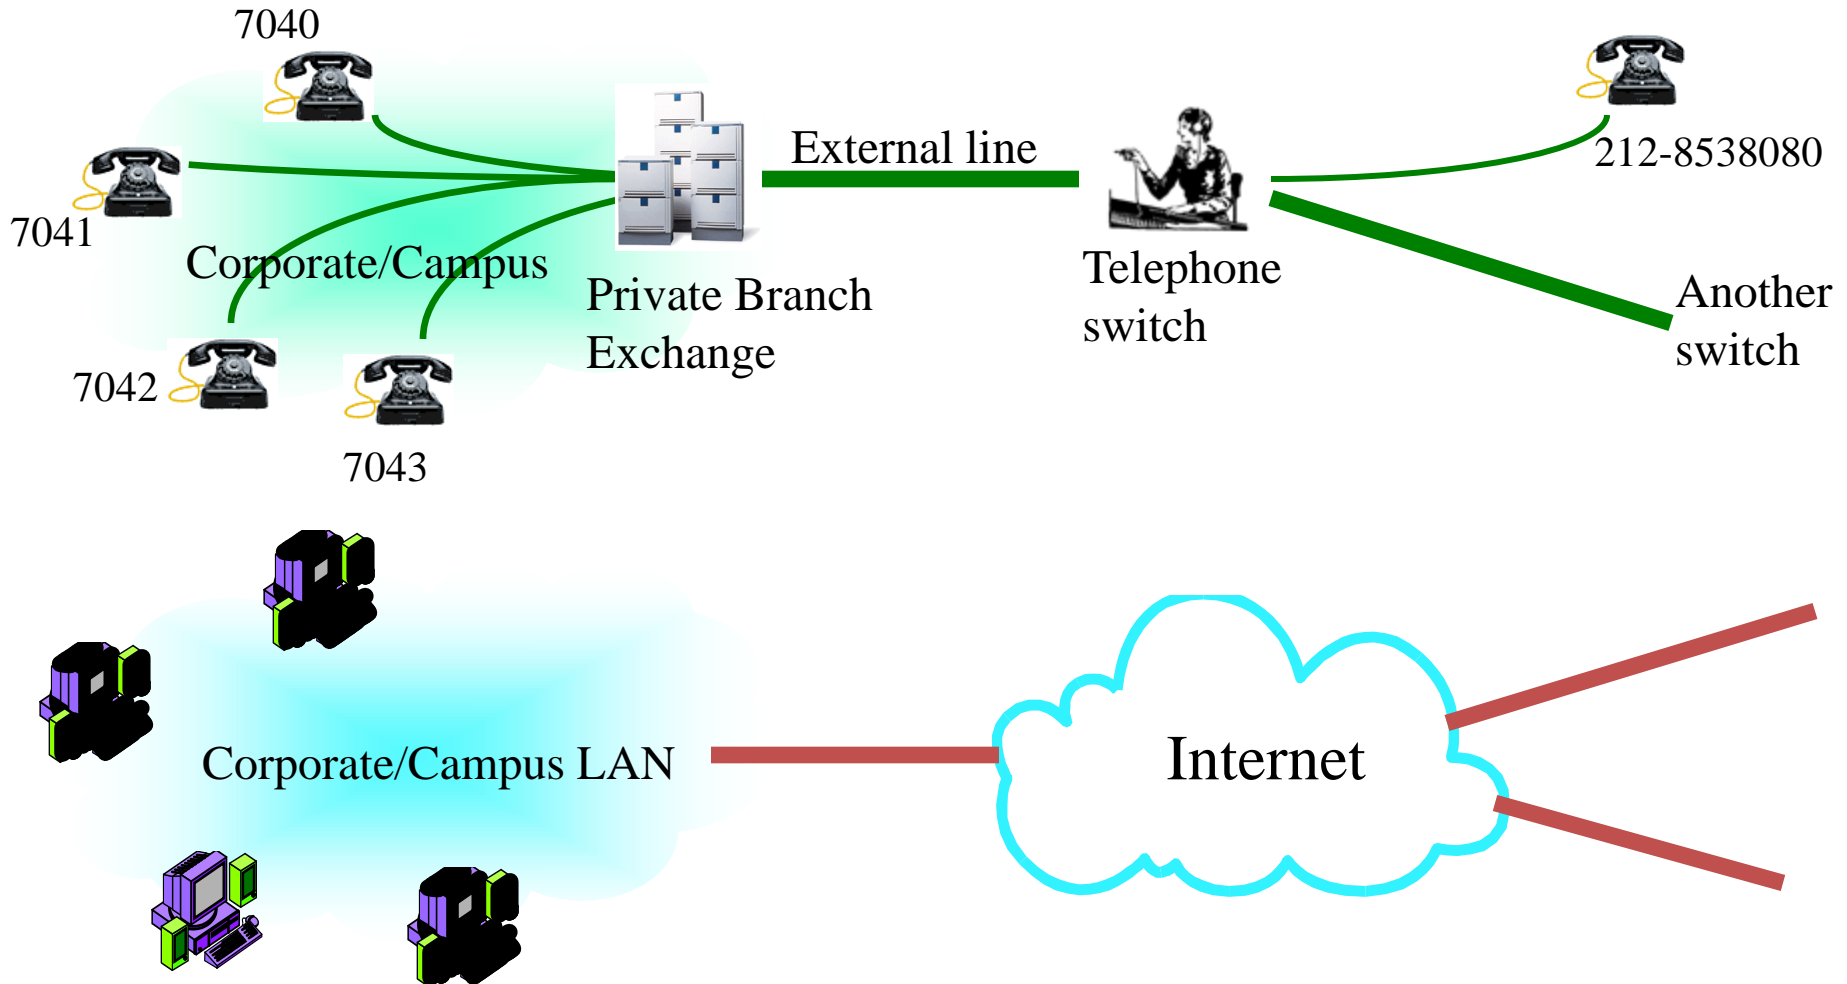 7040
External line
212-8538080
7041
Corporate/Campus
Private Branch
Exchange
Telephone
switch
Another
switch
7042
7043
Corporate/Campus LAN
Internet